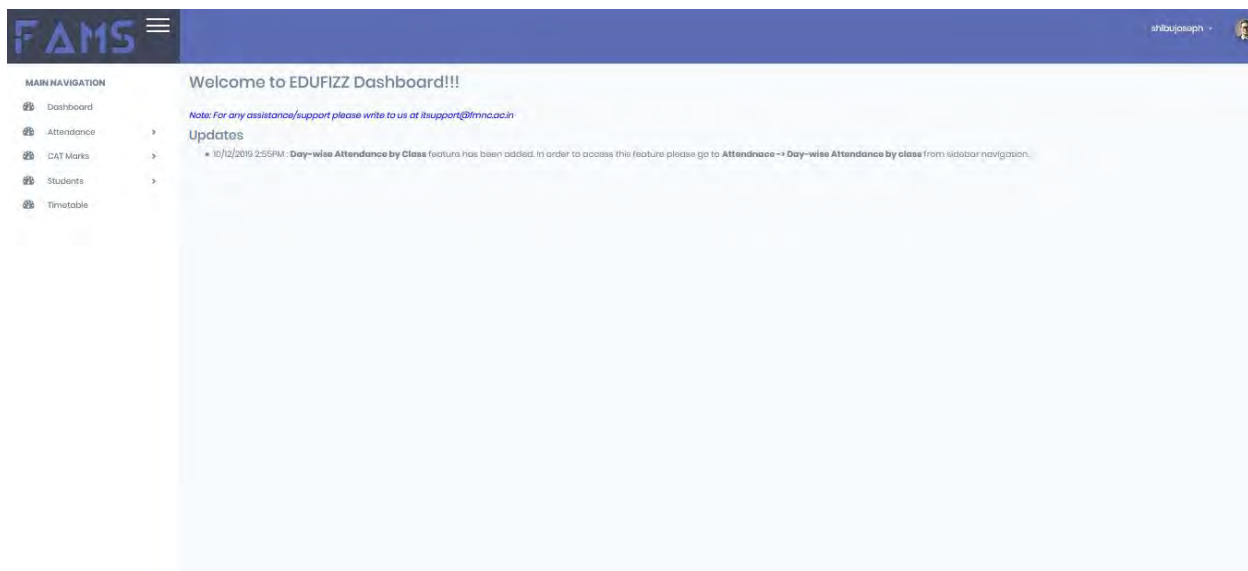 FAMS
shibujoseph
MAIN NAVIGATION
Dashboard
Attendance
CAT Marks
Students
Timetable
Welcome to EDUFIZZ Dashboard!!!
Note: For any assistance/support please write to us at itsupport@fmnc.ac.in
Updates
10/12/2019 2:55PM : Day-wise Attendance by Class feature has been added. In order to access this feature please go to Attendnace -> Day-wise Attendance by class from sidebar navigation.